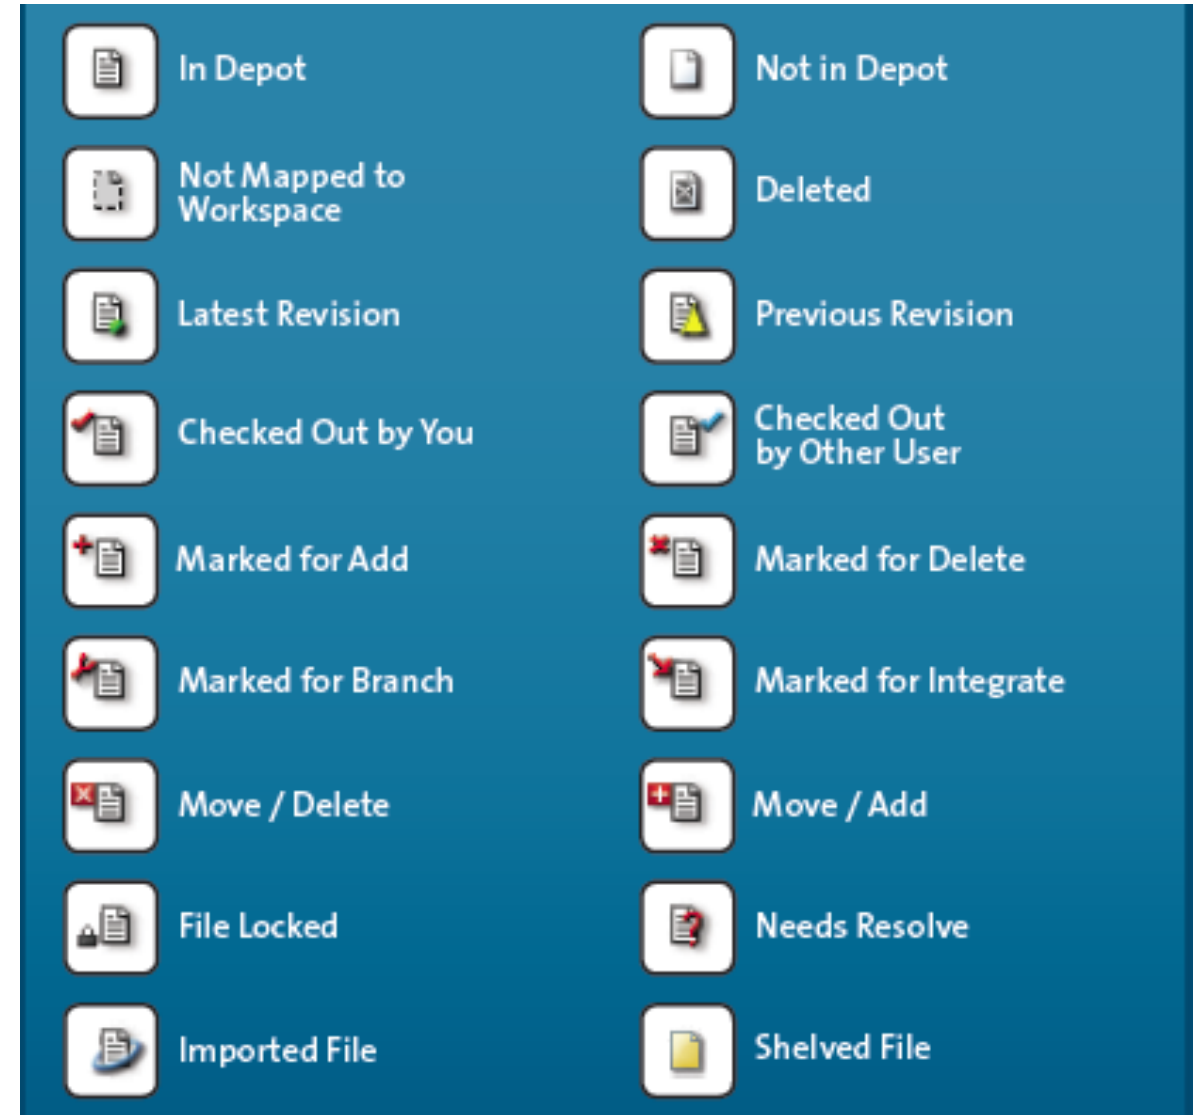 In Depot
Not in Depot
Not Mapped to
Workspace
Deleted
Latest Revision
Previous Revision
Checked Out by You
Checked Out
by Other User
Marked for Add
Marked for Delete
Marked for Branch
Marked for Integrate
Move / Delete
Move / Add
File Locked
Needs Resolve
Imported File
Shelved File